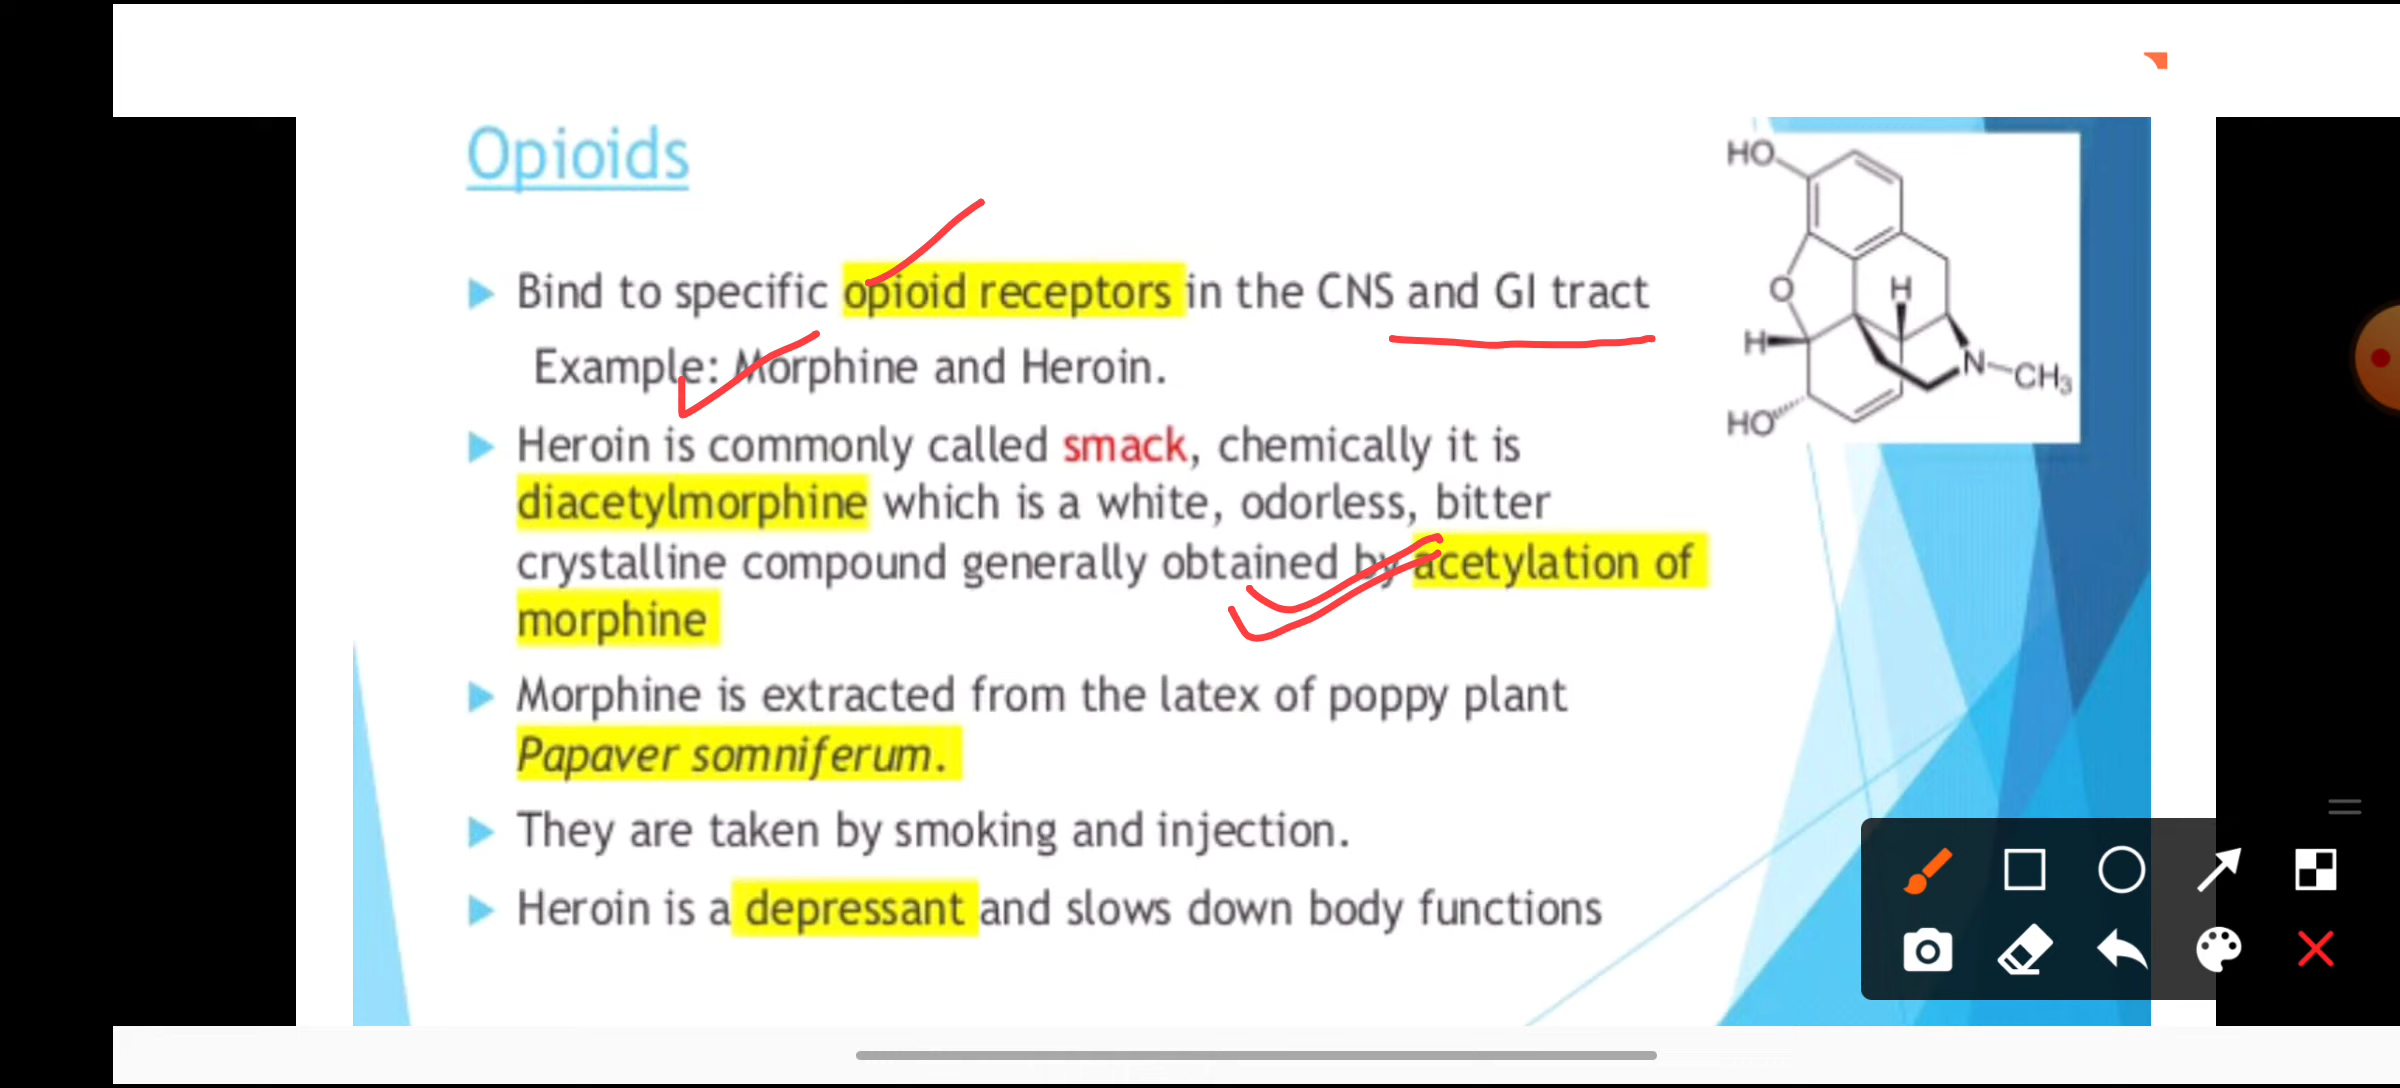 Opioids
Bind to specific opioid receptors in the CNS and GI tract
Example: Morphine and Heroin.
Heroin is commonly called smack, chemically it is
diacetylmorphine which is a white, odorless, bitter
crystalline compound generally obtained by acetylation of
morphine
Morphine is extracted from the latex of poppy plant
Papaver somniferum.
They are taken by smoking and injection.
Heroin is a depressant and slows down body functions
HO
O
H
H
N
CH3
HO